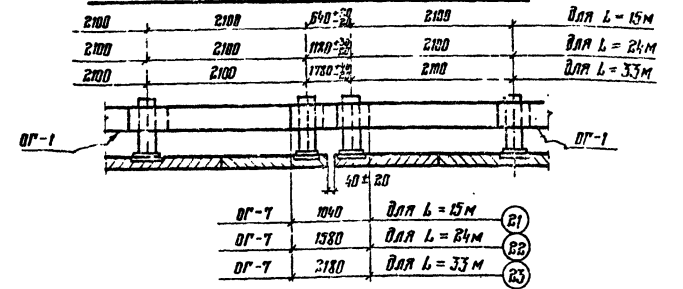 2100 2100 640±20 2100 для L = 15м
2100 2100 1180± 2100 для L = 24м
2100 2100 1780± 2100 для L = 33м
ОГ-1 ОГ-1
40 ± 20
ОГ-7 1040 для L = 15м 21
ОГ-7 1580 для L = 24м 22
ОГ-7 2180 для L = 33м 23